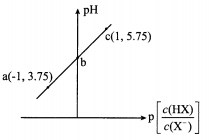 pH
c(1, 5.75)
b
a(-1, 3.75)
p[c(HX)/c(X⁻)]